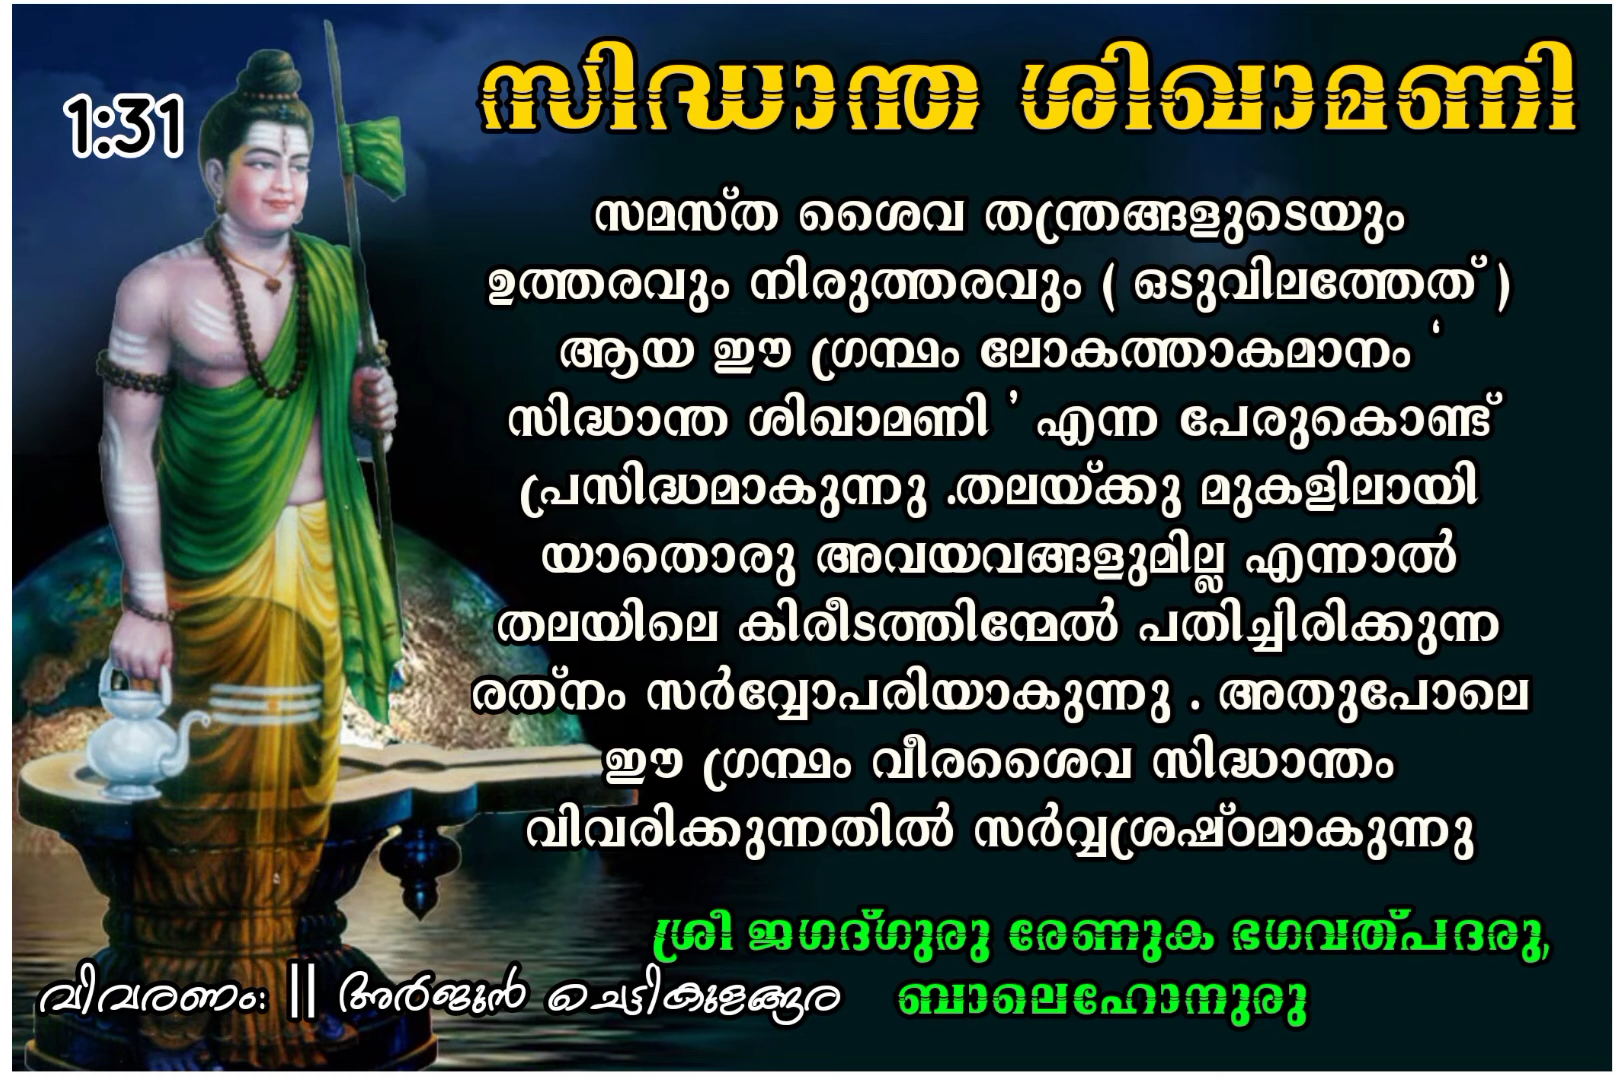 1:31
സിദ്ധാന്ത ശിഖാമണി
സമസ്ത ശൈവ തന്ത്രങ്ങളുടെയും
ഉത്തരവും നിരുത്തരവും ( ഒടുവിലത്തേത് )
ആയ ഈ ഗ്രന്ഥം ലോകത്താകമാനം '
സിദ്ധാന്ത ശിഖാമണി ' എന്ന പേരുകൊണ്ട്
പ്രസിദ്ധമാകുന്നു .തലയ്ക്കു മുകളിലായി
യാതൊരു അവയവങ്ങളുമില്ല എന്നാൽ
തലയിലെ കിരീടത്തിന്മേൽ പതിച്ചിരിക്കുന്ന
രത്നം സർവ്വോപരിയാകുന്നു . അതുപോലെ
ഈ ഗ്രന്ഥം വീരശൈവ സിദ്ധാന്തം
വിവരിക്കുന്നതിൽ സർവ്വശ്രഷ്ഠമാകുന്നു
ശ്രീ ജഗദ്ഗുരു രേണുക ഭഗവത്പദരു,
ബാലെഹോന്നുരു
വിവരണം: || അർജുൻ ചെട്ടികുളങ്ങര